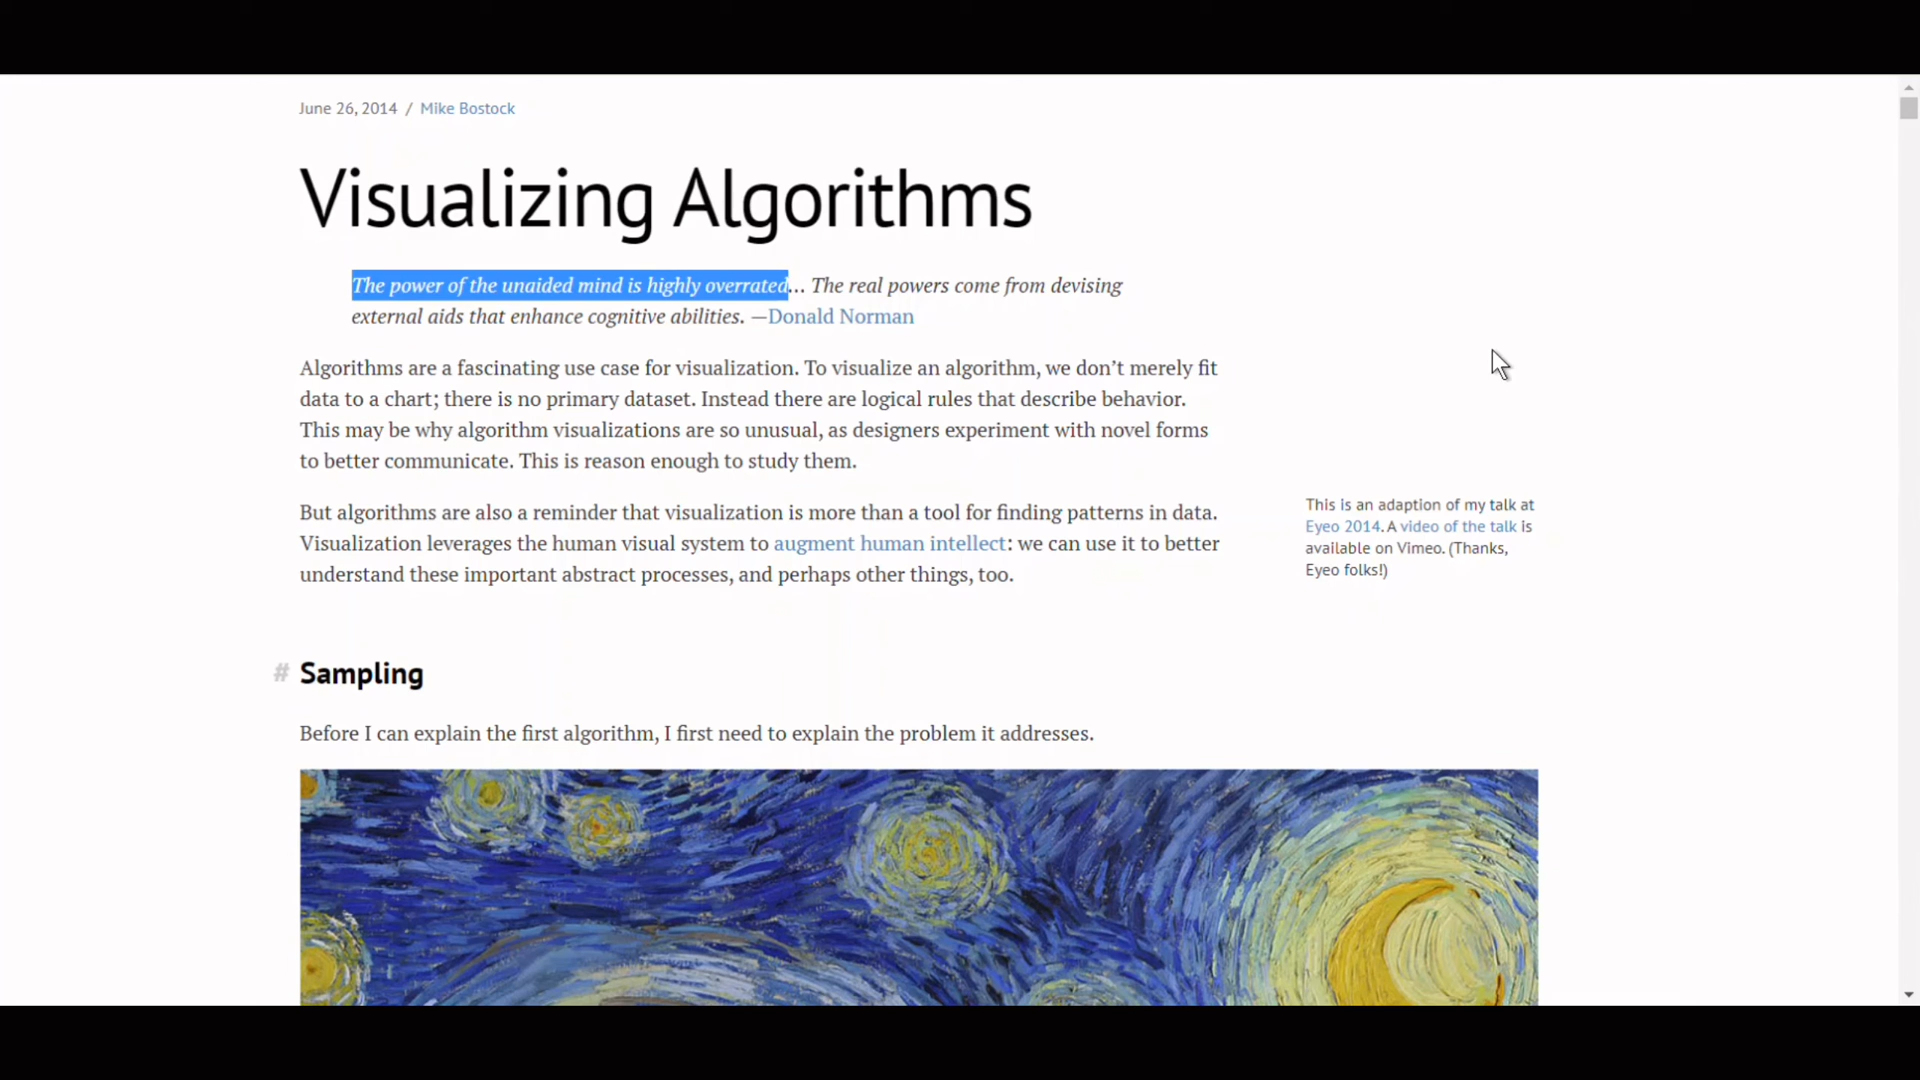 June 26, 2014 / Mike Bostock
Visualizing Algorithms
The power of the unaided mind is highly overrated… The real powers come from devising
external aids that enhance cognitive abilities. —Donald Norman
Algorithms are a fascinating use case for visualization. To visualize an algorithm, we don’t merely fit
data to a chart; there is no primary dataset. Instead there are logical rules that describe behavior.
This may be why algorithm visualizations are so unusual, as designers experiment with novel forms
to better communicate. This is reason enough to study them.
But algorithms are also a reminder that visualization is more than a tool for finding patterns in data.
Visualization leverages the human visual system to augment human intellect: we can use it to better
understand these important abstract processes, and perhaps other things, too.
This is an adaption of my talk at
Eyeo 2014. A video of the talk is
available on Vimeo. (Thanks,
Eyeo folks!)
# Sampling
Before I can explain the first algorithm, I first need to explain the problem it addresses.